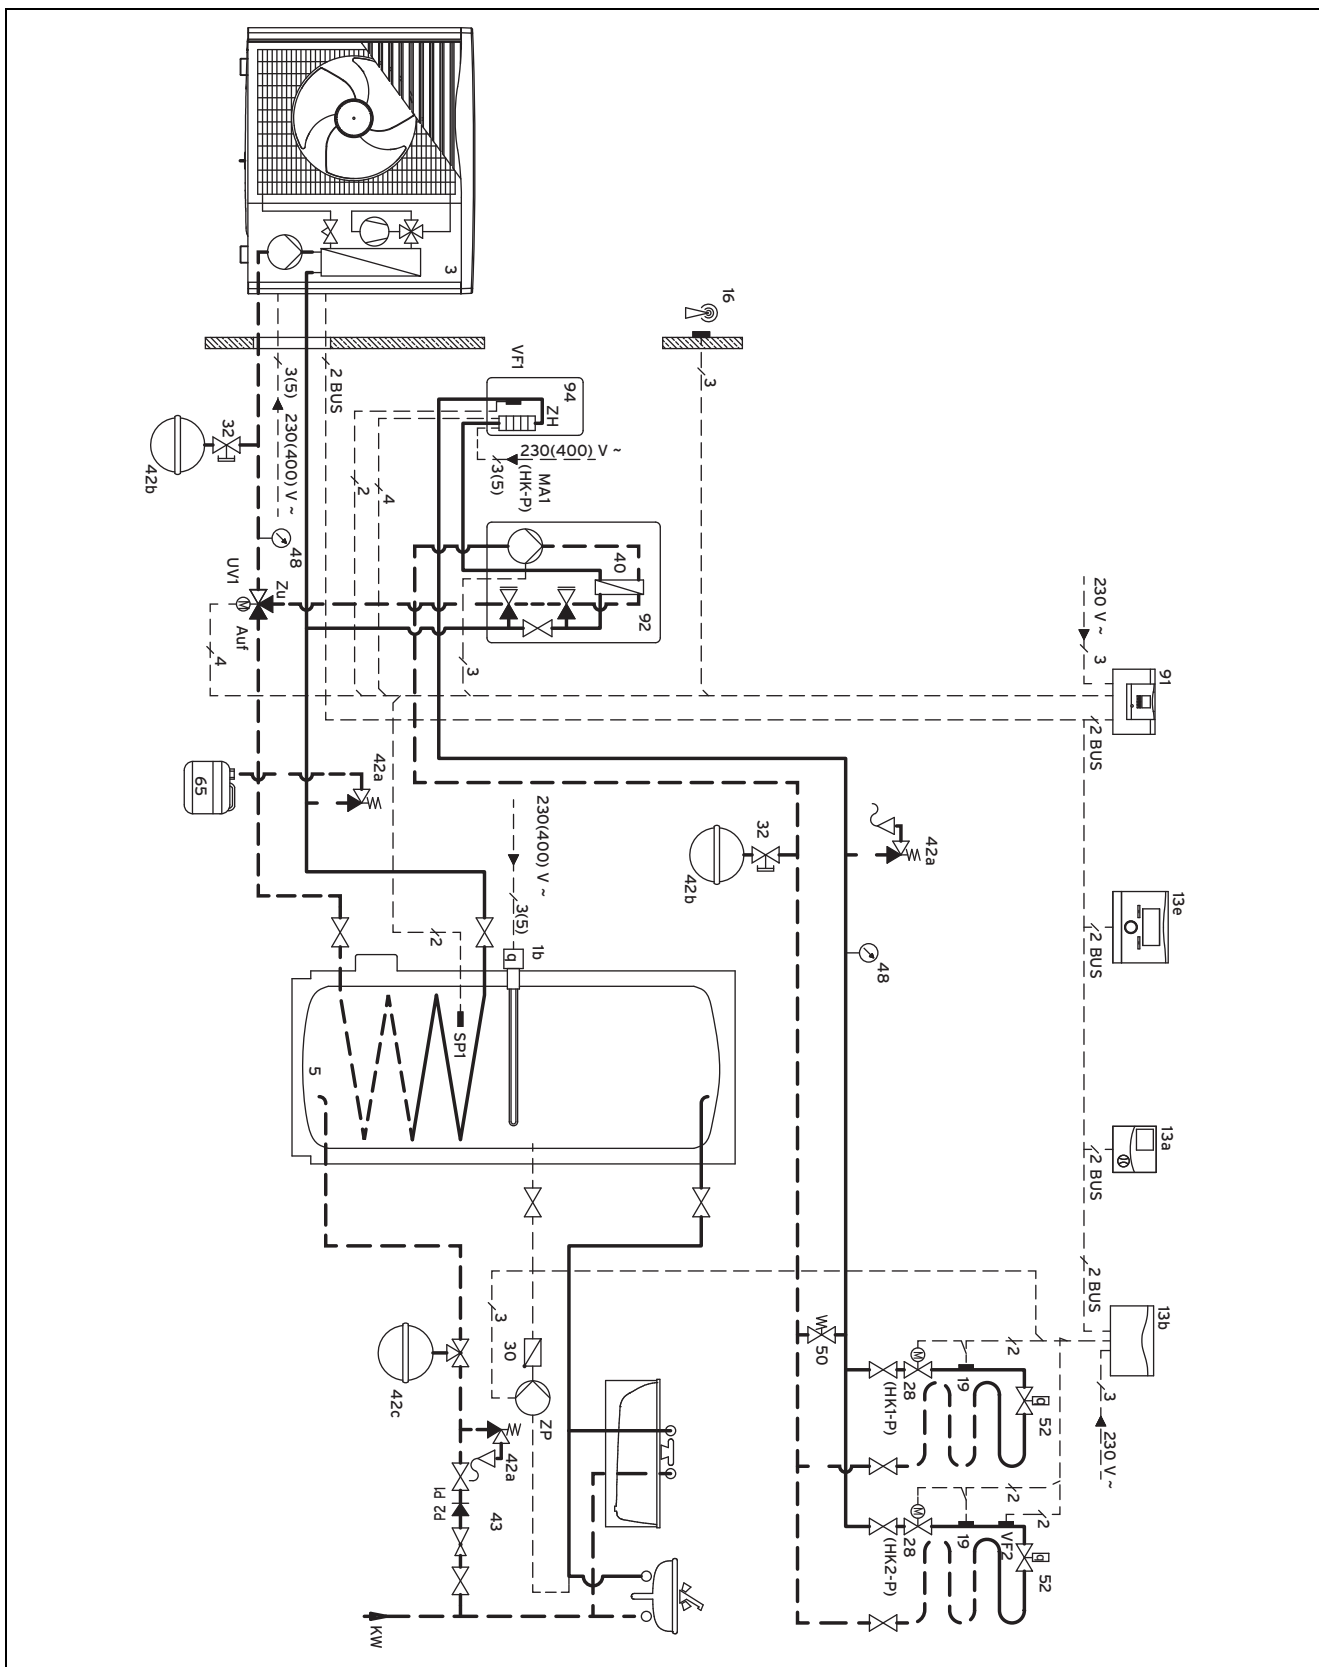 3
16
3
2 BUS
3(5)
230(400) V ~
32
42b
VF1
94
ZH
230(400) V ~
3(5)
MA1
(HK-P)
2
4
48
UV1
Zu
M
Auf
4
40
92
3
230 V ~
3
91
2 BUS
65
42a
230(400) V ~
3(5)
1b
2
32
42b
42a
48
13e
2 BUS
SP1
5
13a
2 BUS
2 BUS
13b
3
230 V ~
3
30
ZP
42c
42a
P2 P1
43
KW
50
(HK1-P)
28
M
19
2
52
(HK2-P)
28
M
19
2
VF2
2
52